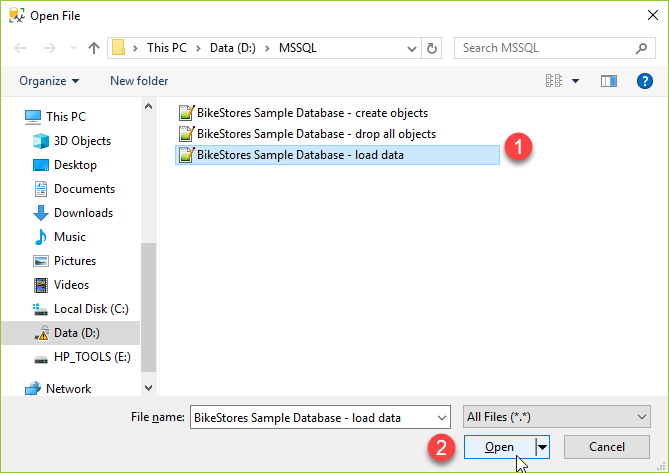 Open File
This PC > Data (D:) > MSSQL
Search MSSQL
Organize
New folder
?
This PC
3D Objects
Desktop
Documents
Downloads
Music
Pictures
Videos
Local Disk (C:)
Data (D:)
HP_TOOLS (E:)
Network
BikeStores Sample Database - create objects
BikeStores Sample Database - drop all objects
BikeStores Sample Database - load data
1
File name: BikeStores Sample Database - load data
All Files (*.*)
2
Open
Cancel